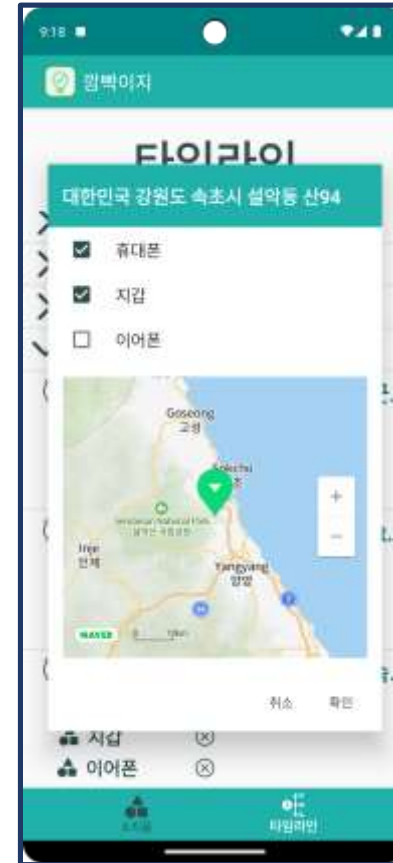 9:18
깜빡이지
타임라인
대한민국 강원도 속초시 설악동 산94
휴대폰
지갑
이어폰
Goseong
고성
Sokcho
Inje
인제
Yangyang
양양
NAVER
10km
취소
확인
지갑
이어폰
타임라인